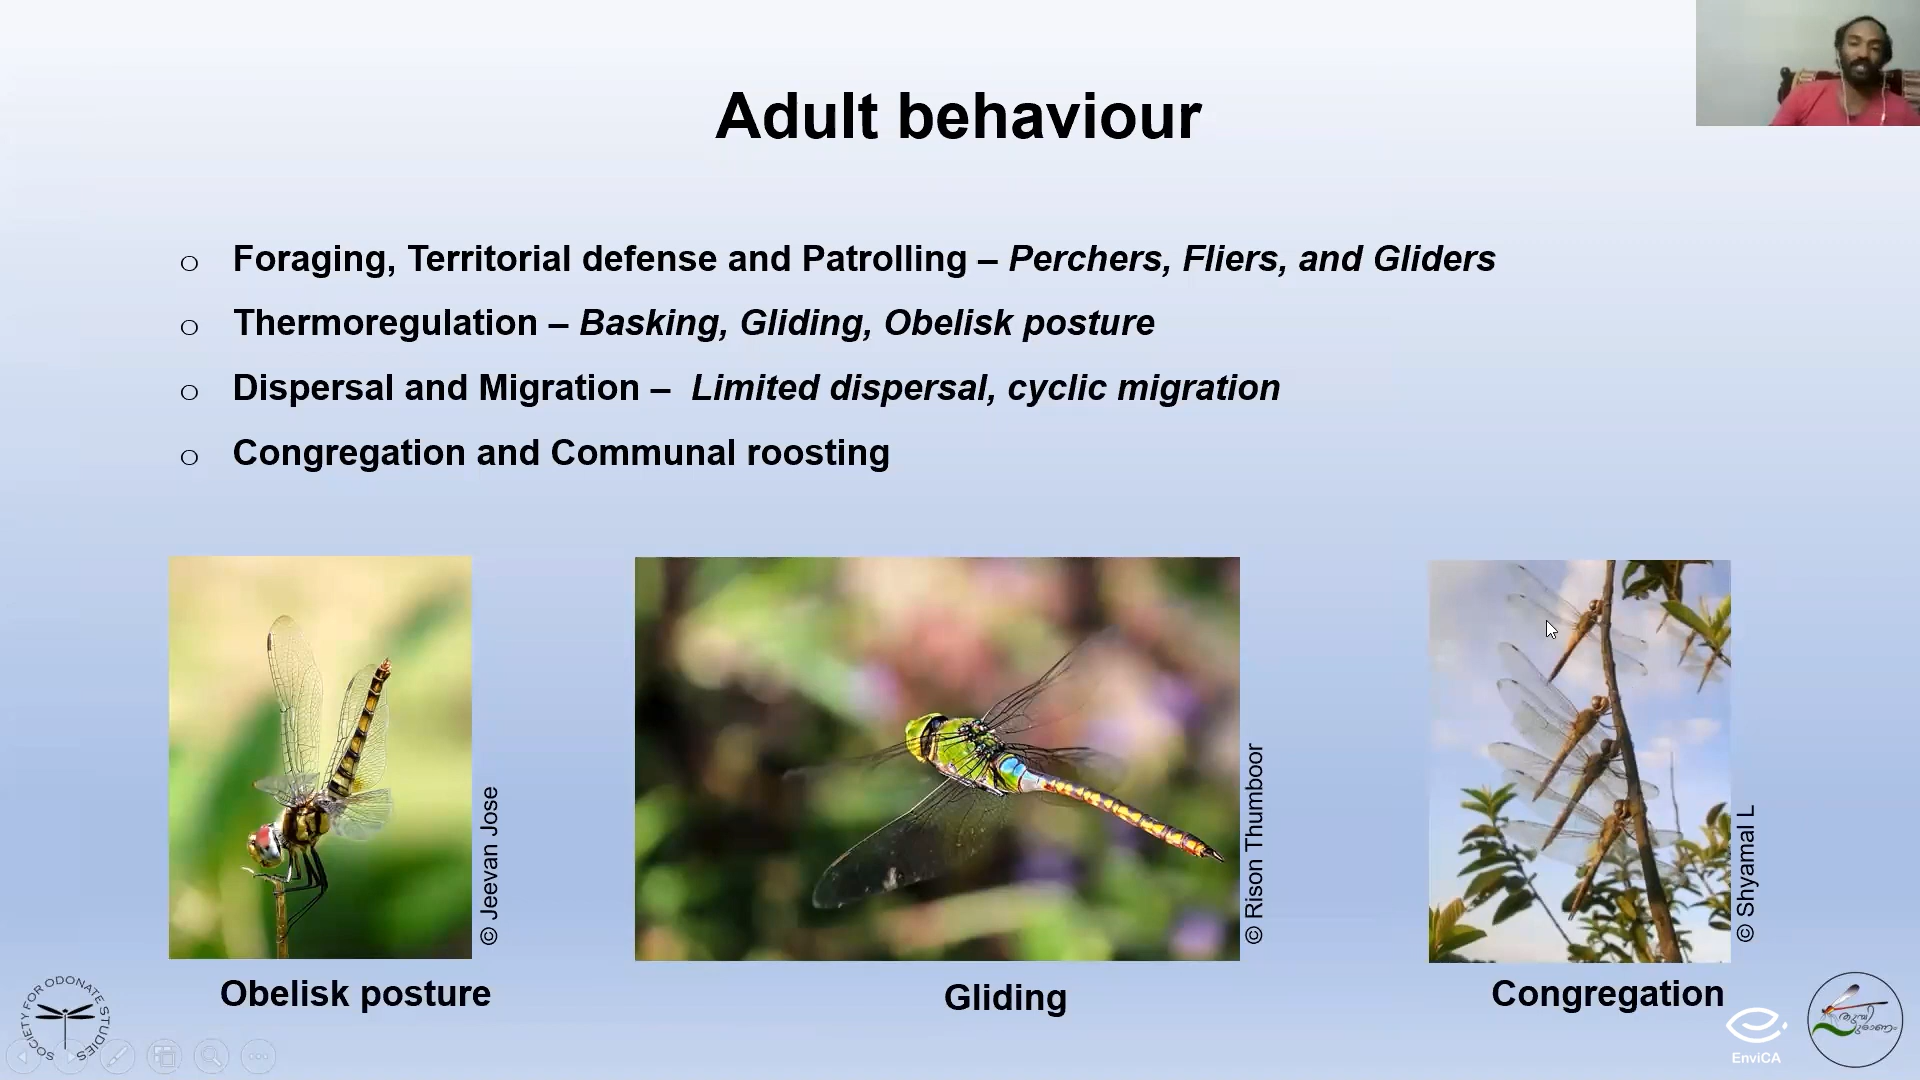 Adult behaviour
o Foraging, Territorial defense and Patrolling – Perchers, Fliers, and Gliders
o Thermoregulation – Basking, Gliding, Obelisk posture
o Dispersal and Migration – Limited dispersal, cyclic migration
o Congregation and Communal roosting
© Jeevan Jose
© Rison Thumboor
© Shyamal L
Obelisk posture
Gliding
Congregation
SOCIETY FOR ODONATE STUDIES
EnviCA